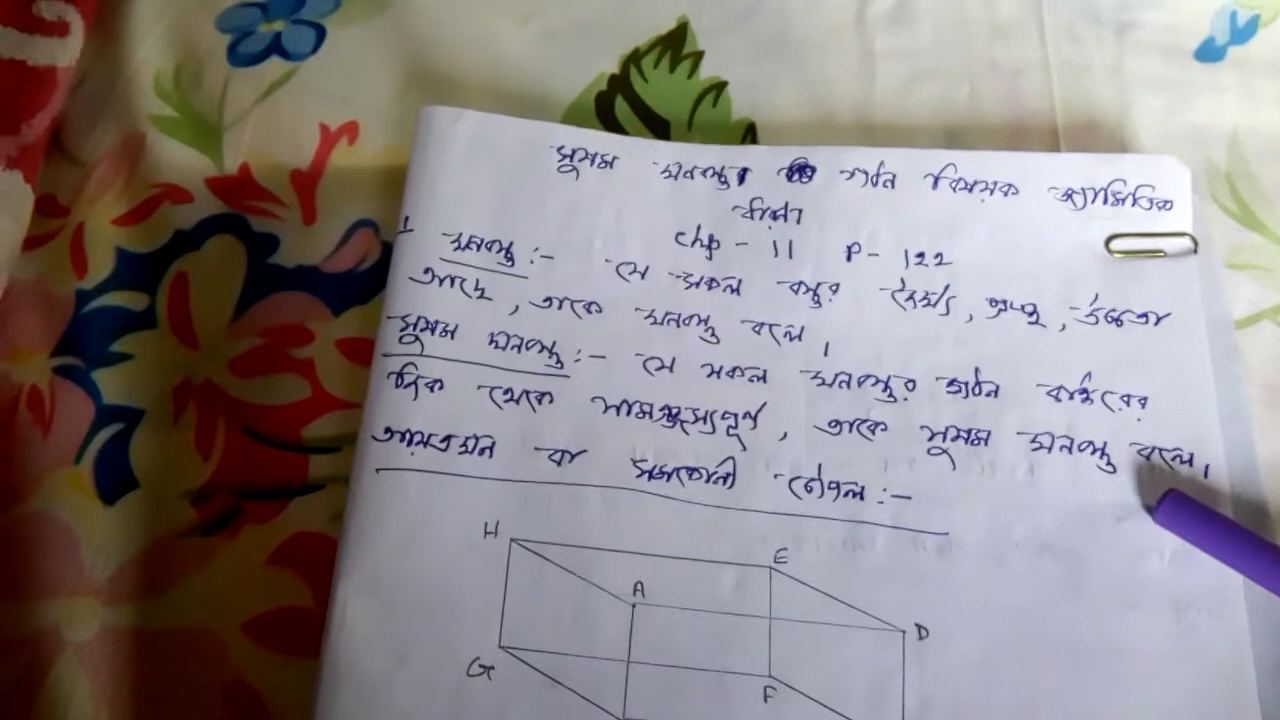 সুষম ঘনবস্তুর গঠন বিষয়ক জ্যামিতিক
ধারণা
chp - 11 P - 122
1 ঘনবস্তু :- যে সকল বস্তুর দৈর্ঘ্য, প্রস্থ, উচ্চতা
আছে, তাকে ঘনবস্তু বলে।
সুষম ঘনবস্তু :- যে সকল ঘনবস্তুর গঠন বাইরের
দিক থেকে সামঞ্জস্যপূর্ণ, তাকে সুষম ঘনবস্তু বলে।
আয়তঘন বা সমকোণী চৌপল :-
H
E
A
D
G
F